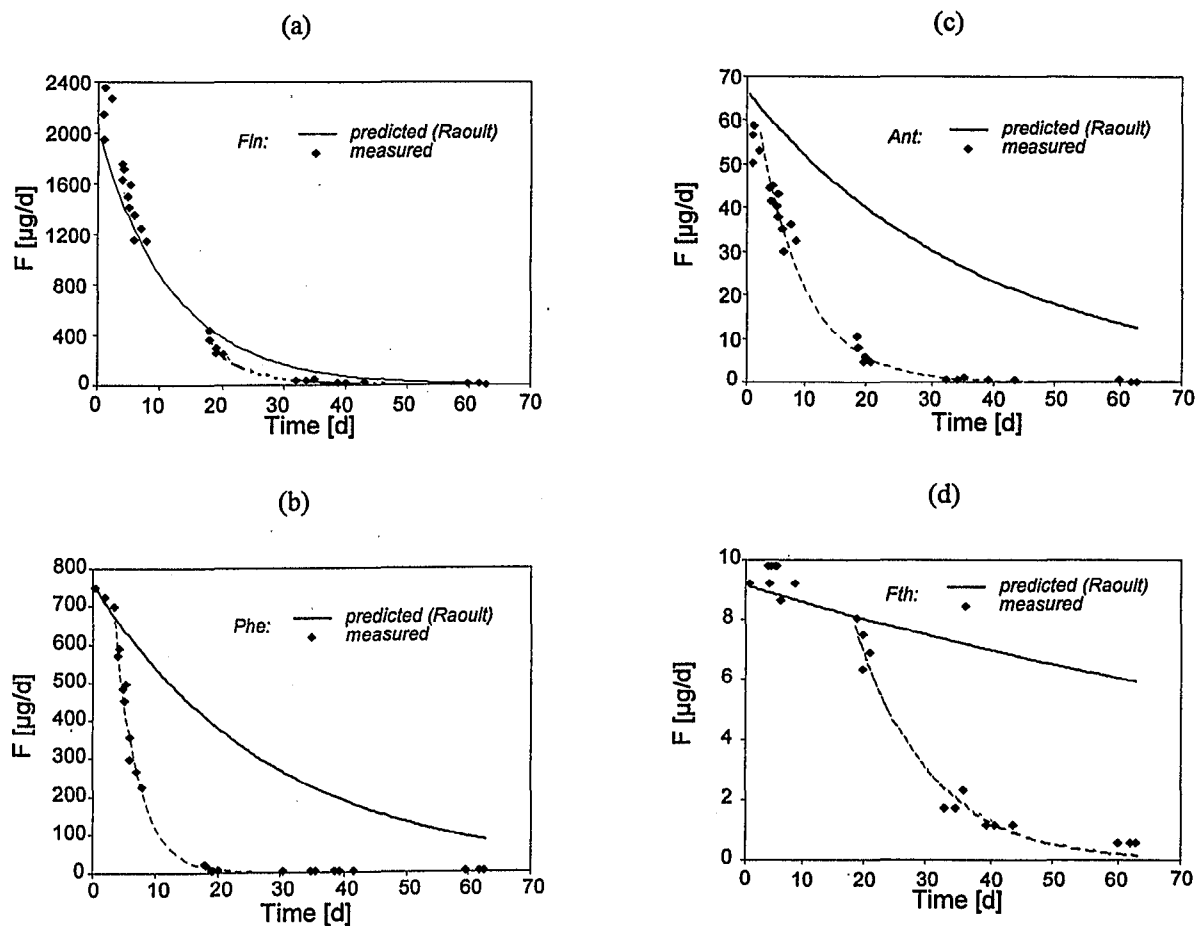 (a)
2400
2000
1600
1200
800
400
0
F [µg/d]
Fln: predicted (Raoult)
measured
0 10 20 30 40 50 60 70
Time [d]
(c)
70
60
50
40
30
20
10
0
F [µg/d]
Ant: predicted (Raoult)
measured
0 10 20 30 40 50 60 70
Time [d]
(b)
800
700
600
500
400
300
200
100
0
F [µg/d]
Phe: predicted (Raoult)
measured
0 10 20 30 40 50 60 70
Time [d]
(d)
10
8
6
4
2
0
F [µg/d]
Fth: predicted (Raoult)
measured
0 10 20 30 40 50 60 70
Time [d]